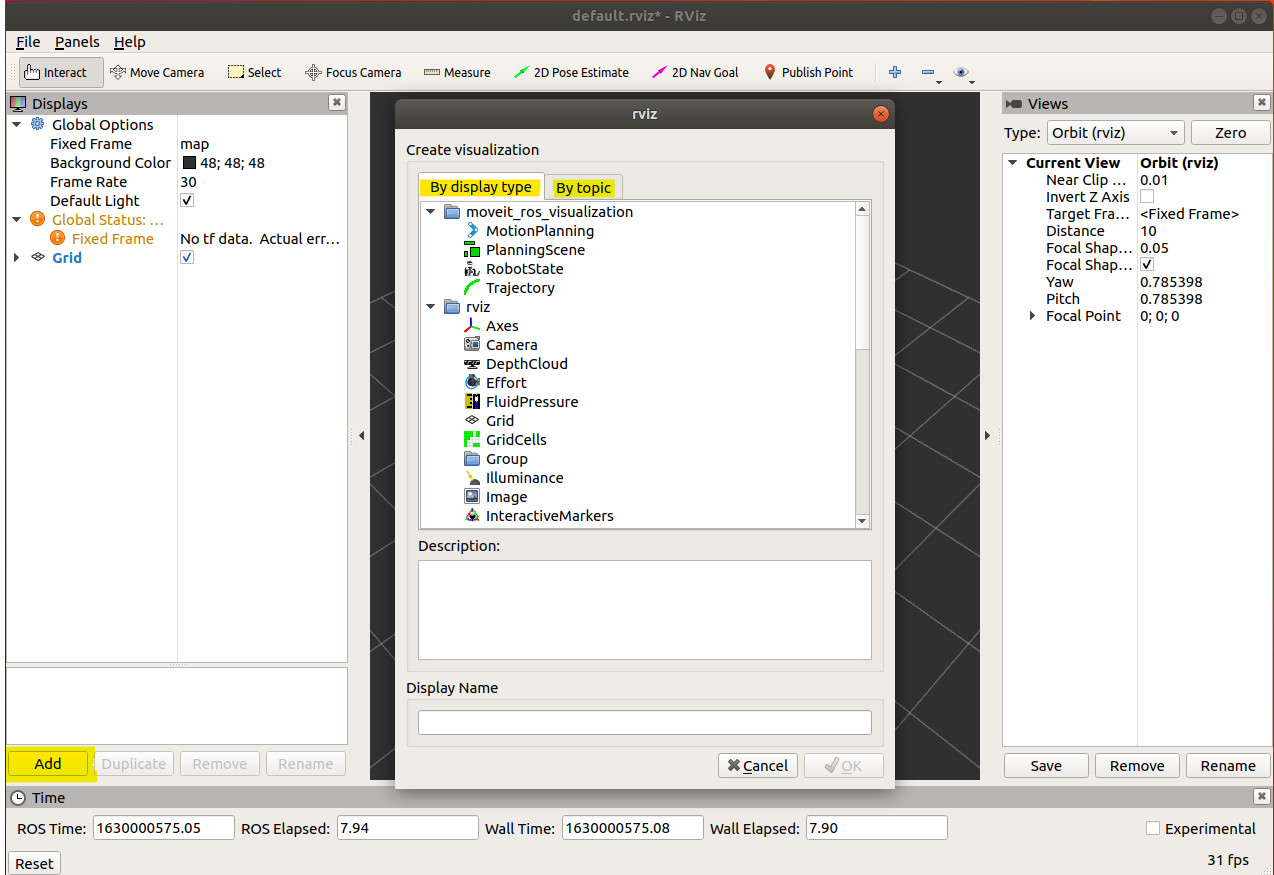 default.rviz* - RViz
File Panels Help
Interact Move Camera Select Focus Camera Measure 2D Pose Estimate 2D Nav Goal Publish Point
Displays
Global Options
Fixed Frame map
Background Color 48; 48; 48
Frame Rate 30
Default Light
Global Status: ...
Fixed Frame No tf data. Actual err...
Grid
Add Duplicate Remove Rename
rviz
Create visualization
By display type By topic
moveit_ros_visualization
MotionPlanning
PlanningScene
RobotState
Trajectory
rviz
Axes
Camera
DepthCloud
Effort
FluidPressure
Grid
GridCells
Group
Illuminance
Image
InteractiveMarkers
Description:
Display Name
Cancel OK
Views
Type: Orbit (rviz) Zero
Current View Orbit (rviz)
Near Clip ... 0.01
Invert Z Axis
Target Fra... <Fixed Frame>
Distance 10
Focal Shap... 0.05
Focal Shap...
Yaw 0.785398
Pitch 0.785398
Focal Point 0; 0; 0
Save Remove Rename
Time
ROS Time: 1630000575.05 ROS Elapsed: 7.94 Wall Time: 1630000575.08 Wall Elapsed: 7.90 Experimental
Reset 31 fps